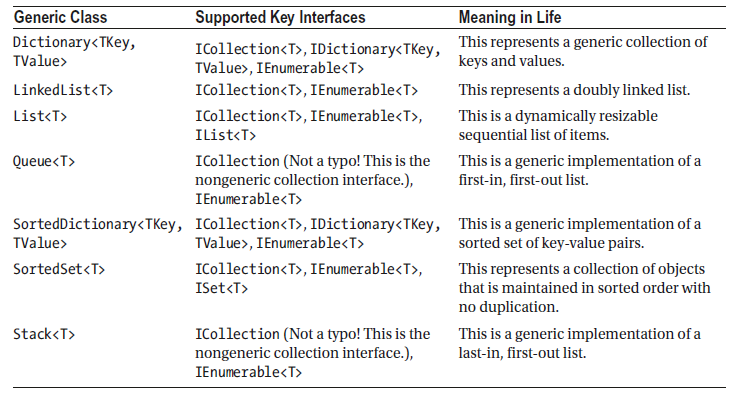 Generic Class Supported Key Interfaces Meaning in Life
Dictionary<TKey, TValue> ICollection<T>, IDictionary<TKey, TValue>, IEnumerable<T> This represents a generic collection of keys and values.
LinkedList<T> ICollection<T>, IEnumerable<T> This represents a doubly linked list.
List<T> ICollection<T>, IEnumerable<T>, IList<T> This is a dynamically resizable sequential list of items.
Queue<T> ICollection (Not a typo! This is the nongeneric collection interface.), IEnumerable<T> This is a generic implementation of a first-in, first-out list.
SortedDictionary<TKey, TValue> ICollection<T>, IDictionary<TKey, TValue>, IEnumerable<T> This is a generic implementation of a sorted set of key-value pairs.
SortedSet<T> ICollection<T>, IEnumerable<T>, ISet<T> This represents a collection of objects that is maintained in sorted order with no duplication.
Stack<T> ICollection (Not a typo! This is the nongeneric collection interface.), IEnumerable<T> This is a generic implementation of a last-in, first-out list.